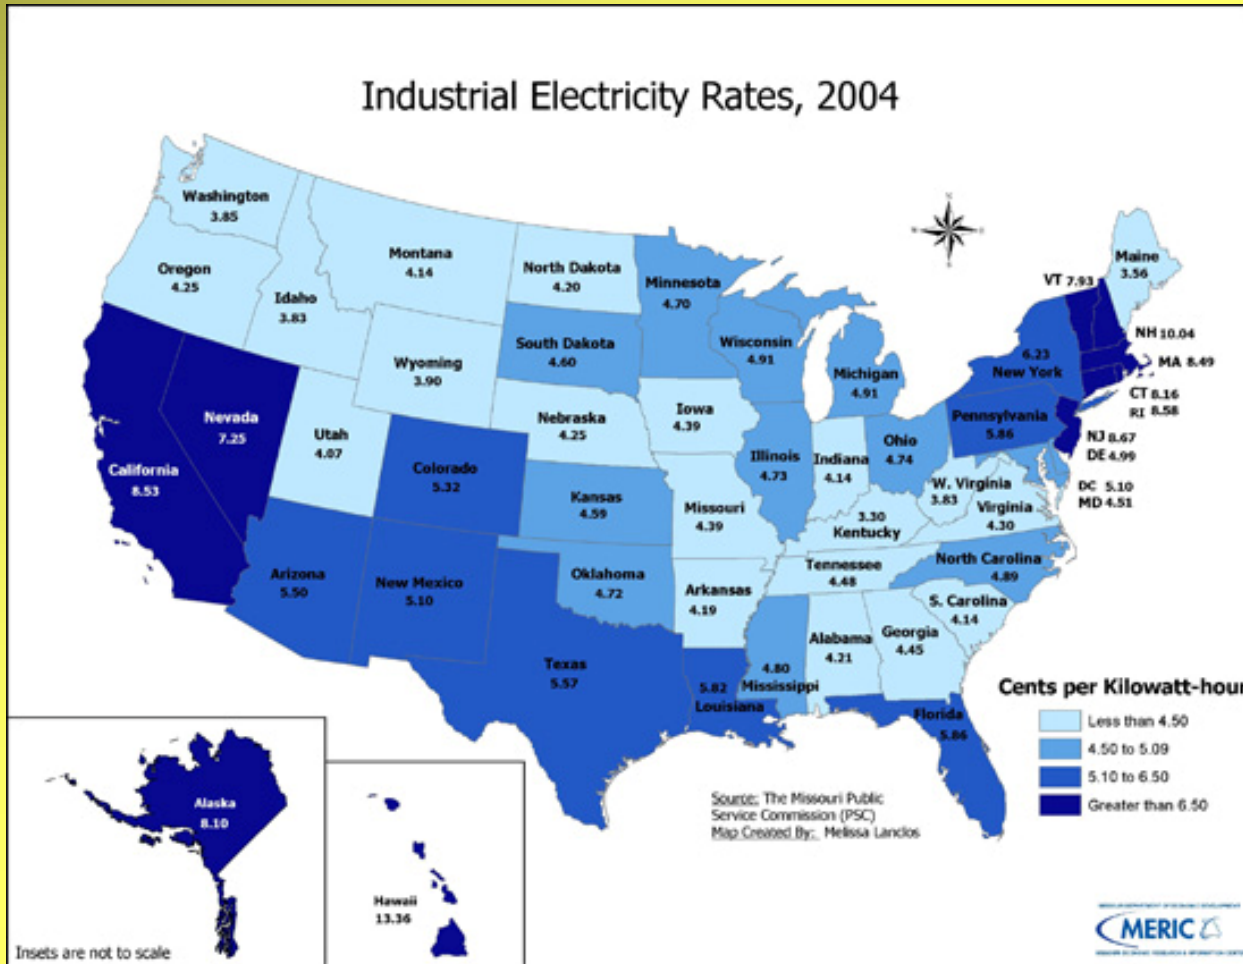 Industrial Electricity Rates, 2004
Washington
3.85
Oregon
4.25
Idaho
3.83
Montana
4.14
North Dakota
4.20
Minnesota
4.70
South Dakota
4.60
Wyoming
3.90
Wisconsin
4.91
Michigan
4.91
Maine
3.56
VT 7.93
NH 10.04
MA 8.49
6.23
New York
CT 8.16
RI 8.58
Pennsylvania
5.86
NJ 8.67
DE 4.99
DC 5.10
MD 4.51
Nevada
7.25
California
8.53
Utah
4.07
Colorado
5.32
Nebraska
4.25
Iowa
4.39
Illinois
4.73
Indiana
4.14
Ohio
4.74
W. Virginia
3.83
Virginia
4.30
Kansas
4.59
Missouri
4.39
3.30
Kentucky
Tennessee
4.48
North Carolina
4.89
S. Carolina
4.14
Arizona
5.50
New Mexico
5.10
Oklahoma
4.72
Arkansas
4.19
Texas
5.57
5.82
Louisiana
4.80
Mississippi
Alabama
4.21
Georgia
4.45
Florida
5.86
Cents per Kilowatt-hour
Less than 4.50
4.50 to 5.09
5.10 to 6.50
Greater than 6.50
Alaska
8.10
Hawaii
13.36
Insets are not to scale
Source: The Missouri Public
Service Commission (PSC)
Map Created By: Melissa Lanclos
MERIC